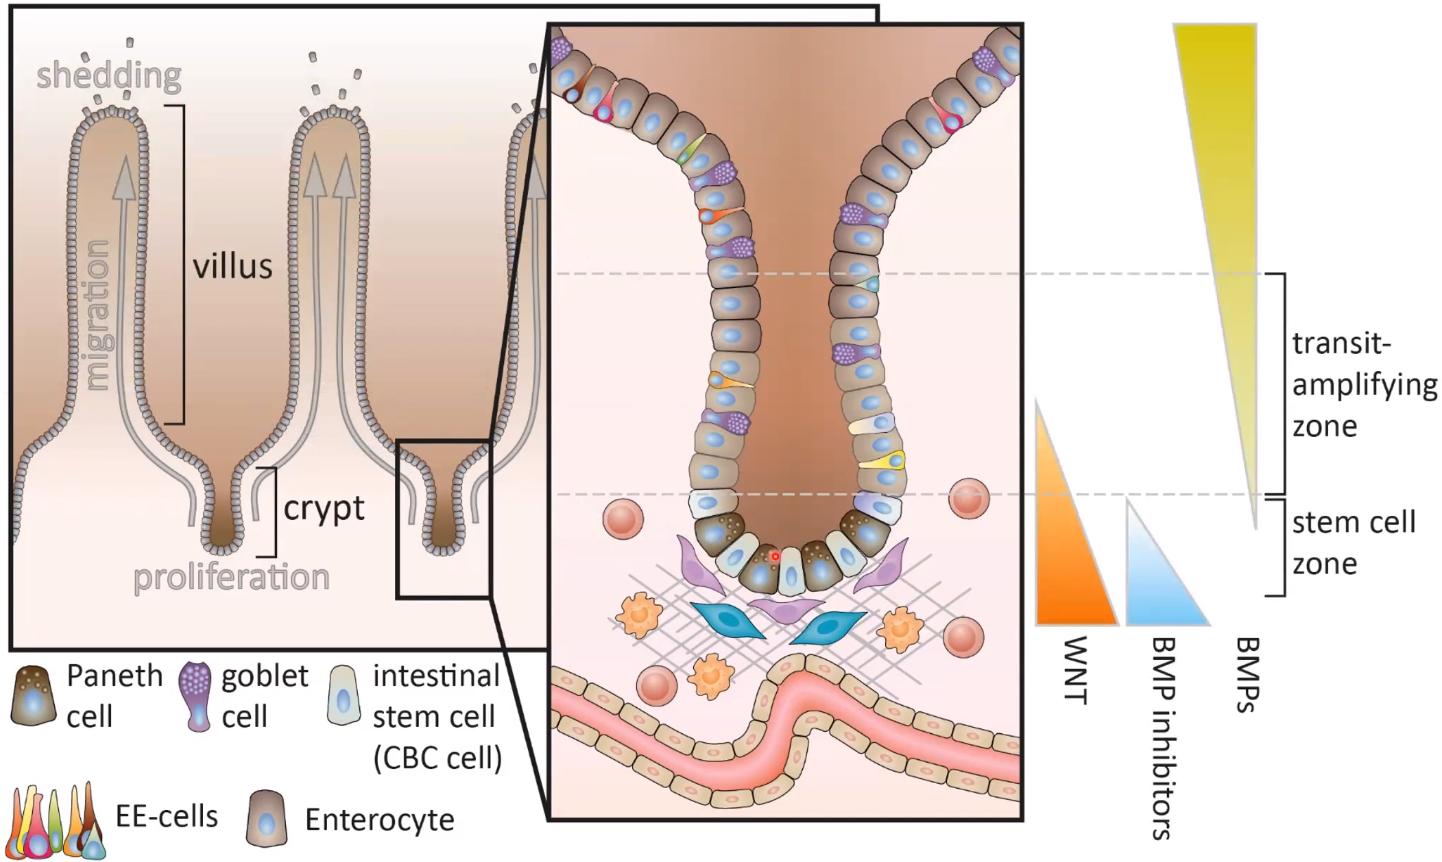 shedding
migration
villus
crypt
proliferation
transit-
amplifying
zone
stem cell
zone
WNT
BMP inhibitors
BMPs
Paneth
cell
goblet
cell
intestinal
stem cell
(CBC cell)
EE-cells
Enterocyte